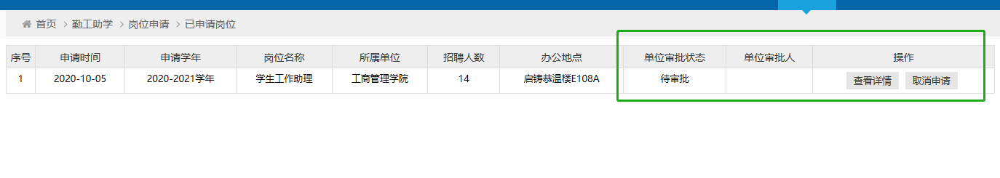 首页 > 勤工助学 > 岗位申请 > 已申请岗位
序号 申请时间 申请学年 岗位名称 所属单位 招聘人数 办公地点 单位审批状态 单位审批人 操作
1 2020-10-05 2020-2021学年 学生工作助理 工商管理学院 14 启铸恭温楼E108A 待审批 查看详情 取消申请